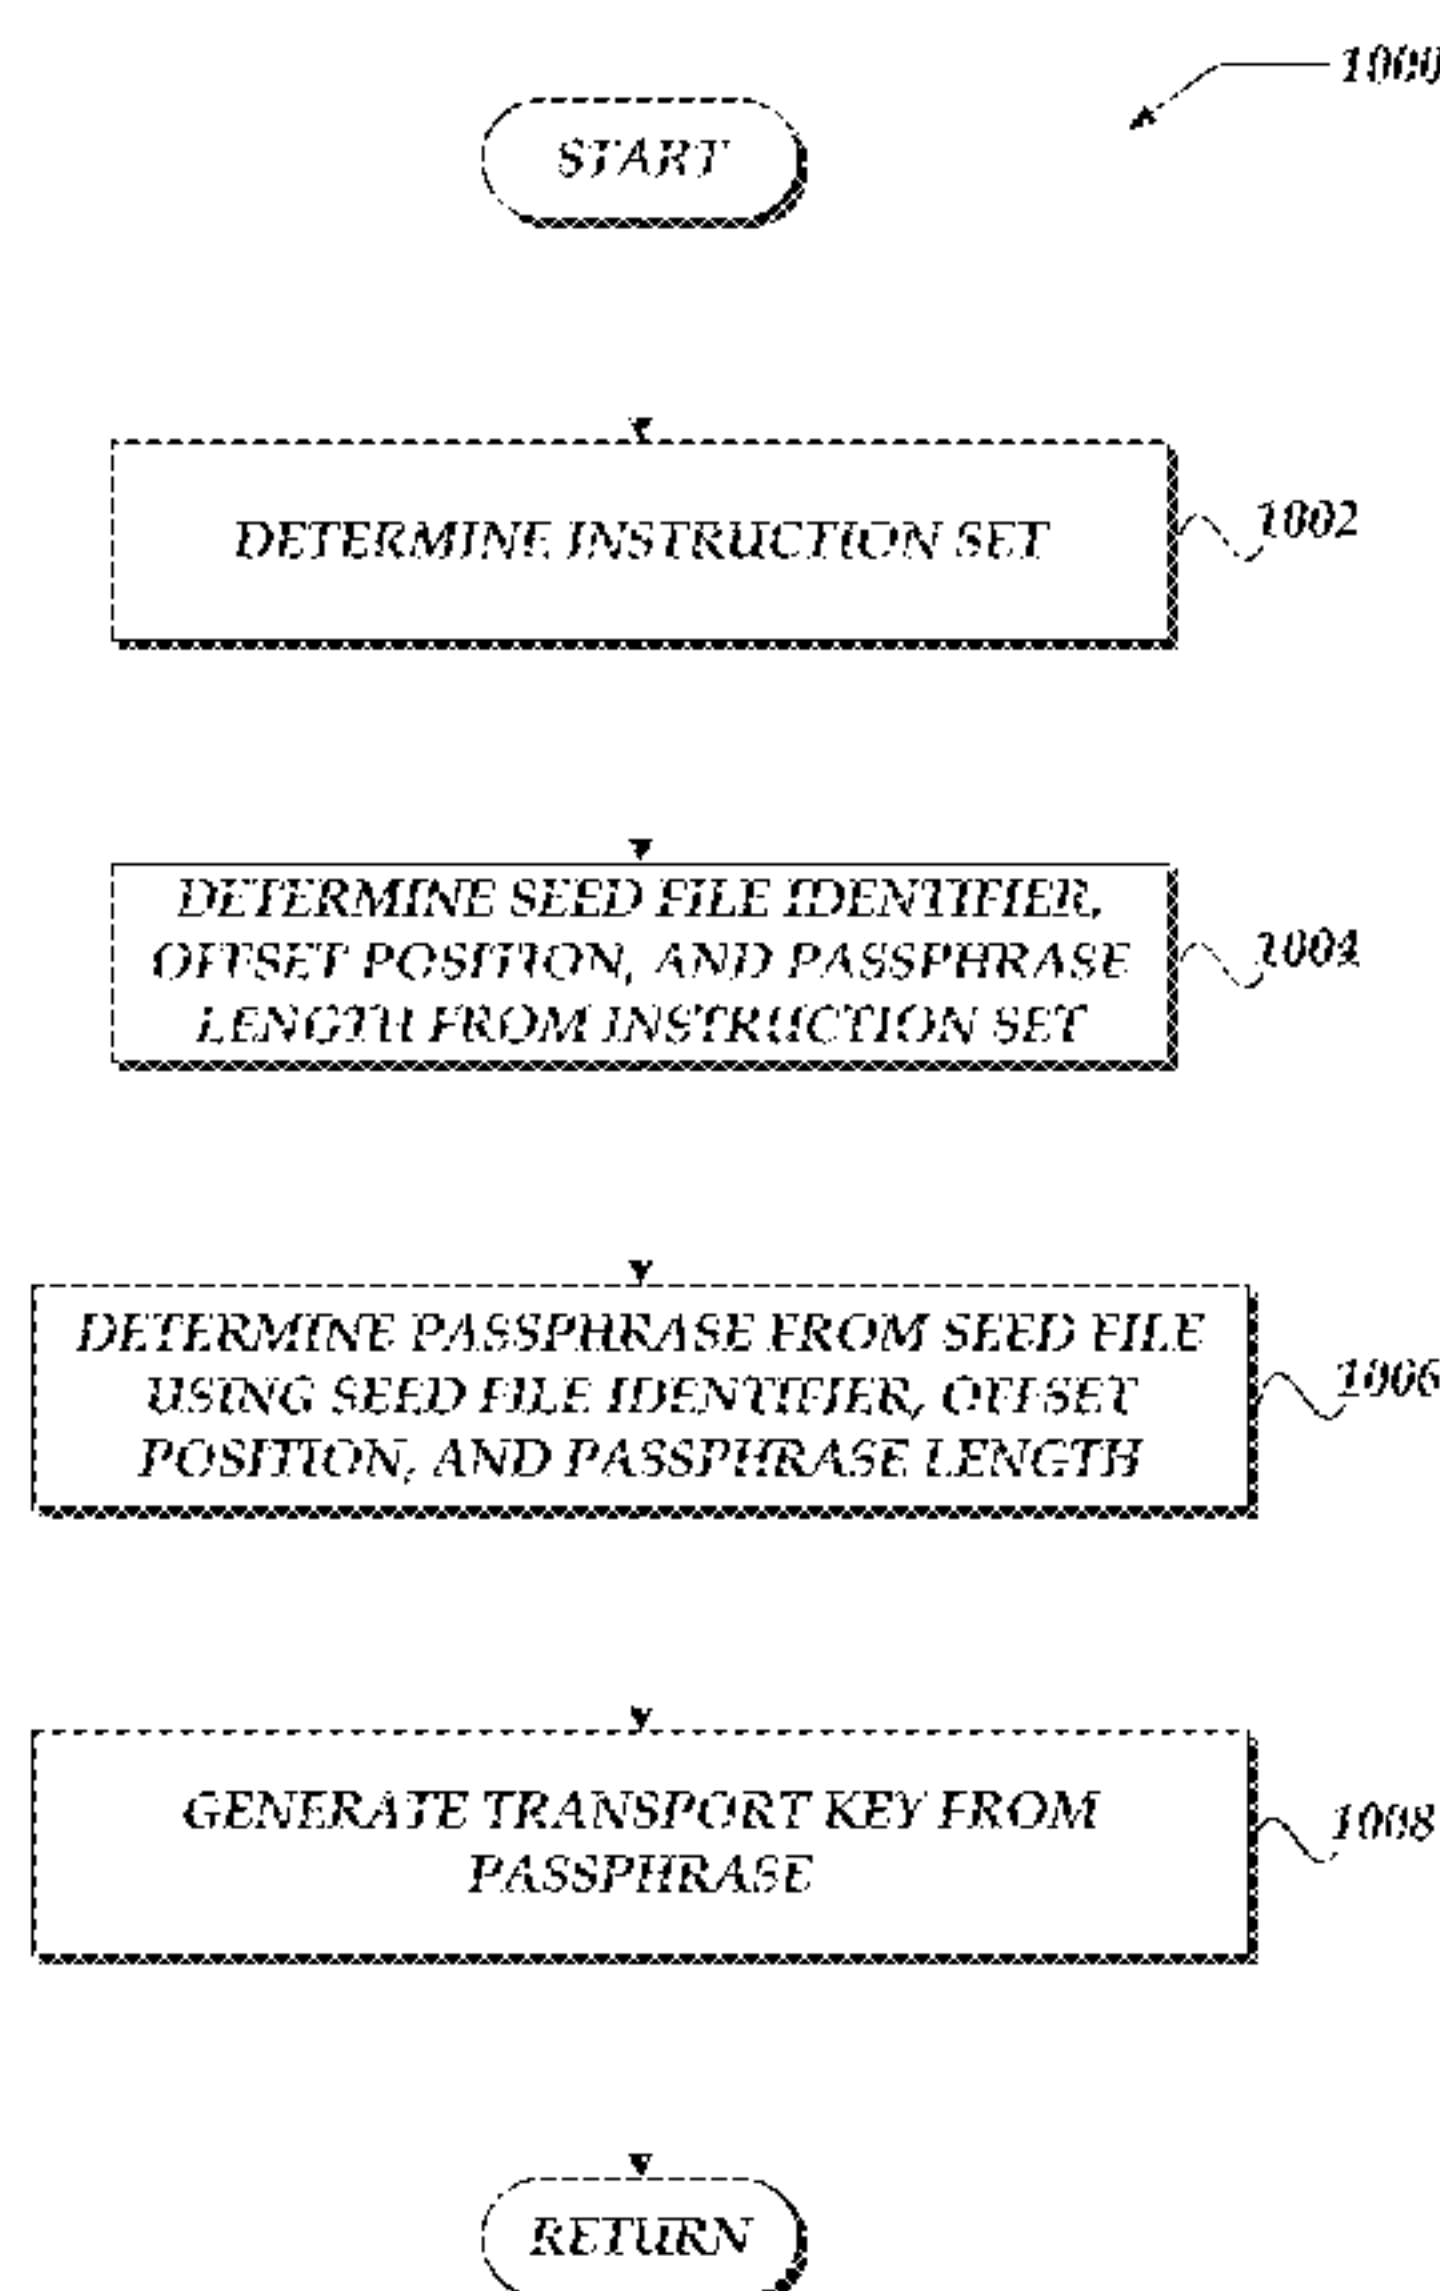 1000
START
DETERMINE INSTRUCTION SET
1002
DETERMINE SEED FILE IDENTIFIER,
OFFSET POSITION, AND PASSPHRASE
LENGTH FROM INSTRUCTION SET
1004
DETERMINE PASSPHRASE FROM SEED FILE
USING SEED FILE IDENTIFIER, OFFSET
POSITION, AND PASSPHRASE LENGTH
1006
GENERATE TRANSPORT KEY FROM
PASSPHRASE
1008
RETURN